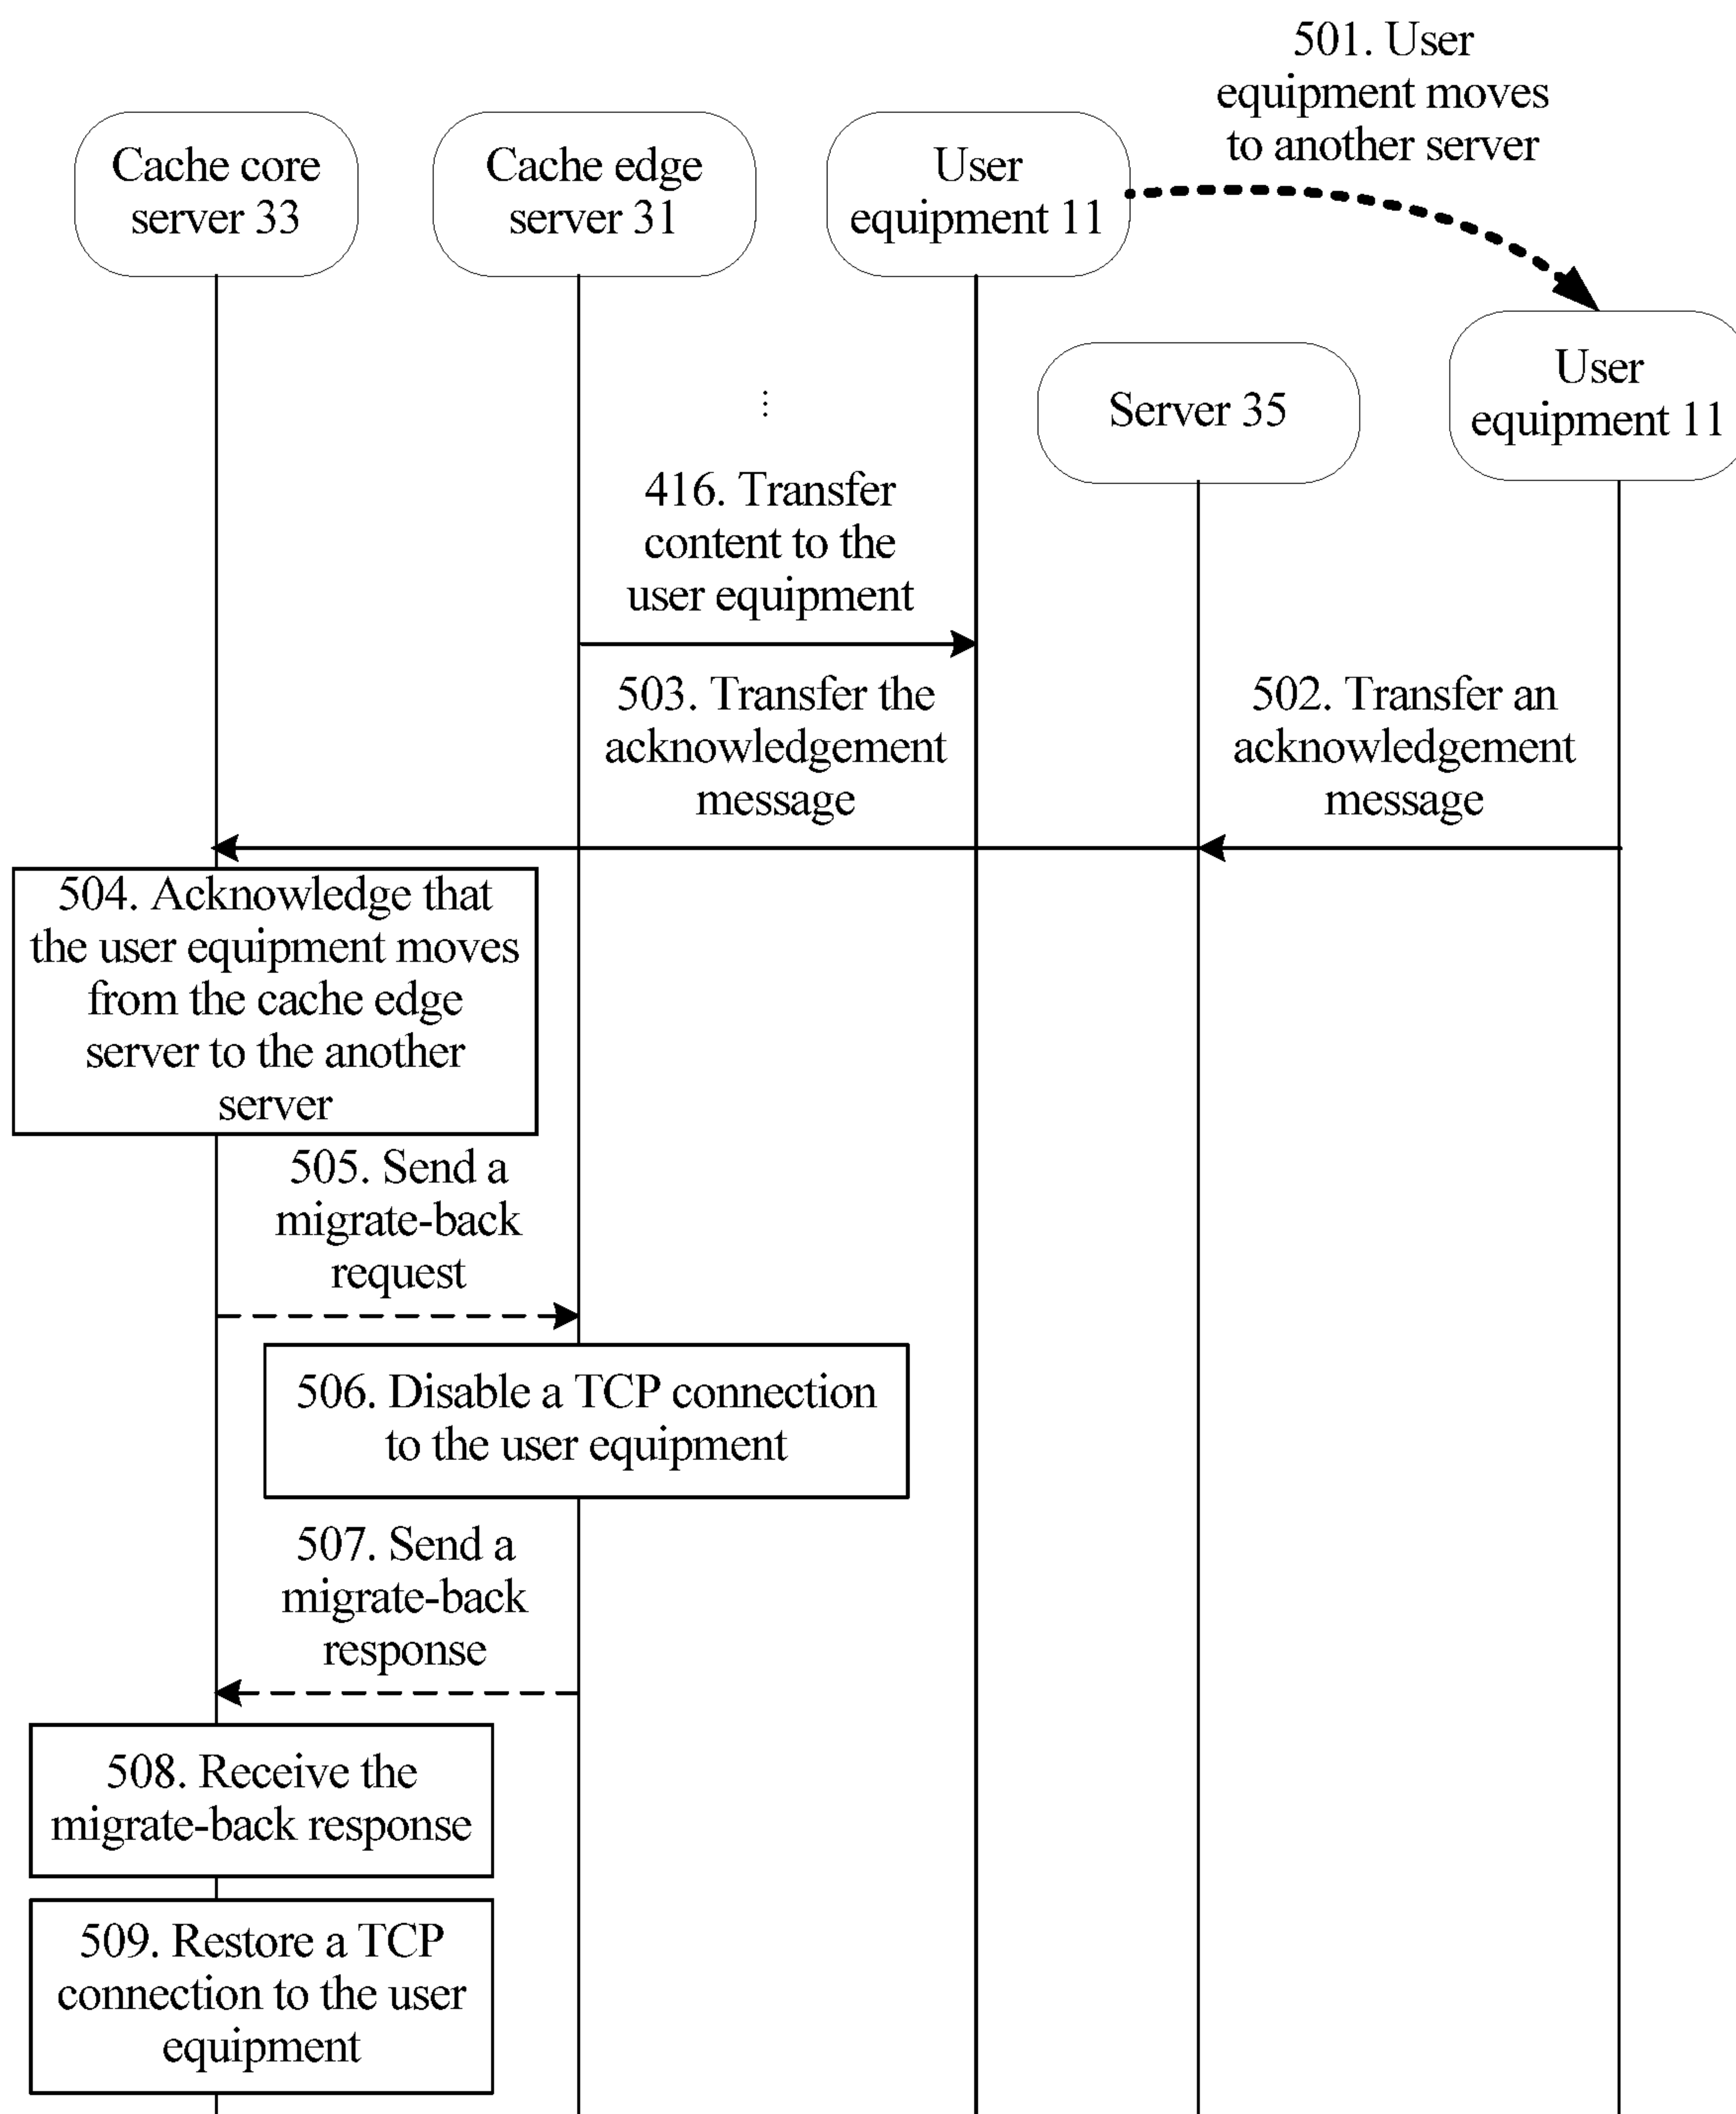 501. User
equipment moves
to another server
Cache core
server 33
Cache edge
server 31
User
equipment 11
User
equipment 11
Server 35
⋮
416. Transfer
content to the
user equipment
503. Transfer the
acknowledgement
message
502. Transfer an
acknowledgement
message
504. Acknowledge that
the user equipment moves
from the cache edge
server to the another
server
505. Send a
migrate-back
request
506. Disable a TCP connection
to the user equipment
507. Send a
migrate-back
response
508. Receive the
migrate-back response
509. Restore a TCP
connection to the user
equipment